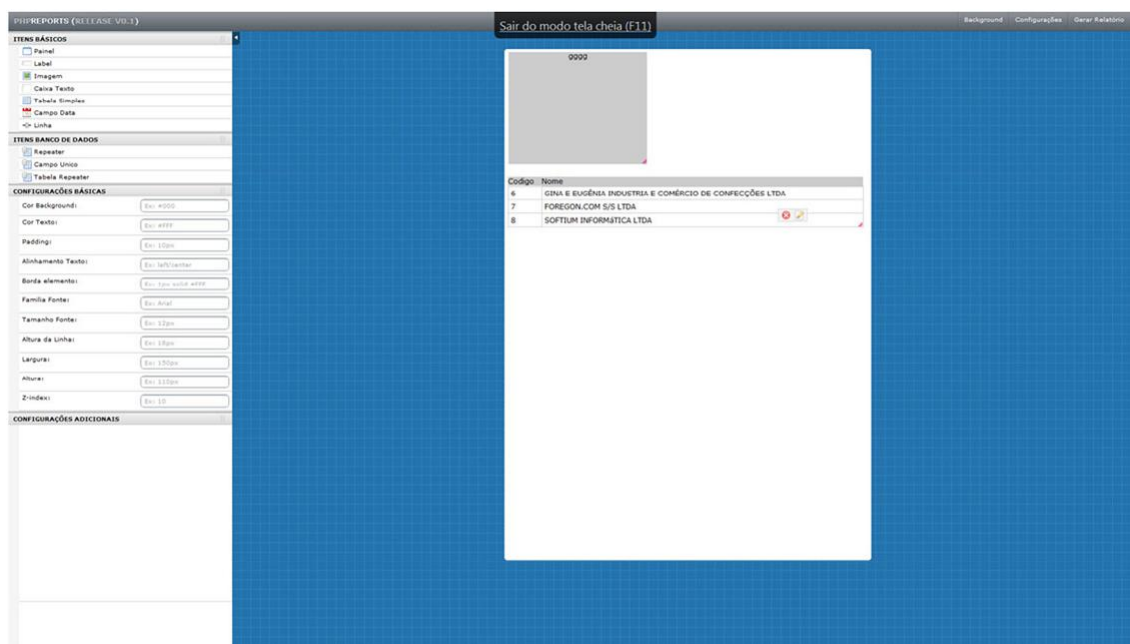 PHPREPORTS (RELEASE V0.1)
Sair do modo tela cheia (F11)
Background Configurações Gerar Relatório
ITENS BÁSICOS
Painel
Label
Imagem
Caixa Texto
Tabela Simples
Campo Data
Linha
ITENS BANCO DE DADOS
Repeater
Campo Unico
Tabela Repeater
CONFIGURAÇÕES BÁSICAS
Cor Background: Ex: #000
Cor Texto: Ex: #FFF
Padding: Ex: 10px
Alinhamento Texto: Ex: left/center
Borda elemento: Ex: 1px solid #FFF
Família Fonte: Ex: Arial
Tamanho Fonte: Ex: 12px
Altura da Linha: Ex: 18px
Largura: Ex: 150px
Altura: Ex: 110px
Z-index: Ex: 10
CONFIGURAÇÕES ADICIONAIS
gggg
Codigo Nome
6 GINA E EUGÊNIA INDUSTRIA E COMÉRCIO DE CONFECÇÕES LTDA
7 FOREGON.COM S/S LTDA
8 SOFTIUM INFORMáTICA LTDA